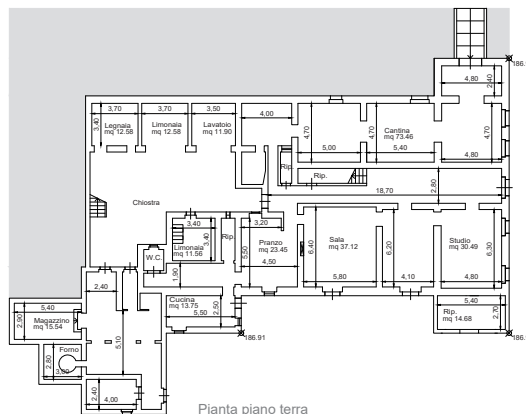 4,80
2,40
186.
3,70
3,70
3,50
4,00
Legnaia
mq 12.58
Limonaia
mq 12.58
Lavatoio
mq 11.90
3,40
4,70
4,70
Cantina
mq 73.46
4,70
5,00
5,40
4,80
Rip.
Rip.
18,70
2,80
Chiostra
3,40
Limonaia
mq 11.56
3,40
Rip.
3,20
5,50
Pranzo
mq 23.45
4,50
6,40
Sala
mq 37.12
5,80
6,20
4,10
Studio
mq 30.49
6,30
4,80
W.C.
1,90
2,40
Cucina
mq 13.75
5,50
2,50
186.91
5,40
Rip.
mq 14.68
2,70
186.
5,40
Magazzino
mq 15.54
2,90
5,10
Forno
2,80
3,00
2,40
4,00
Pianta piano terra